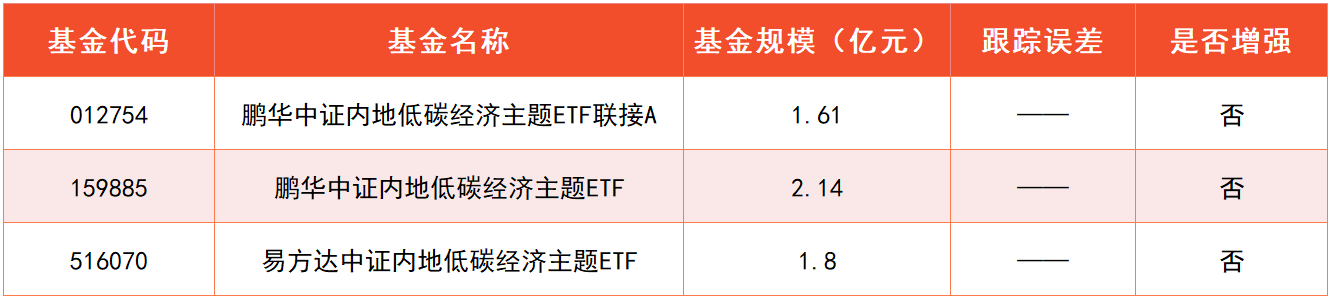 基金代码 基金名称 基金规模（亿元） 跟踪误差 是否增强
012754 鹏华中证内地低碳经济主题ETF联接A 1.61 —— 否
159885 鹏华中证内地低碳经济主题ETF 2.14 —— 否
516070 易方达中证内地低碳经济主题ETF 1.8 —— 否